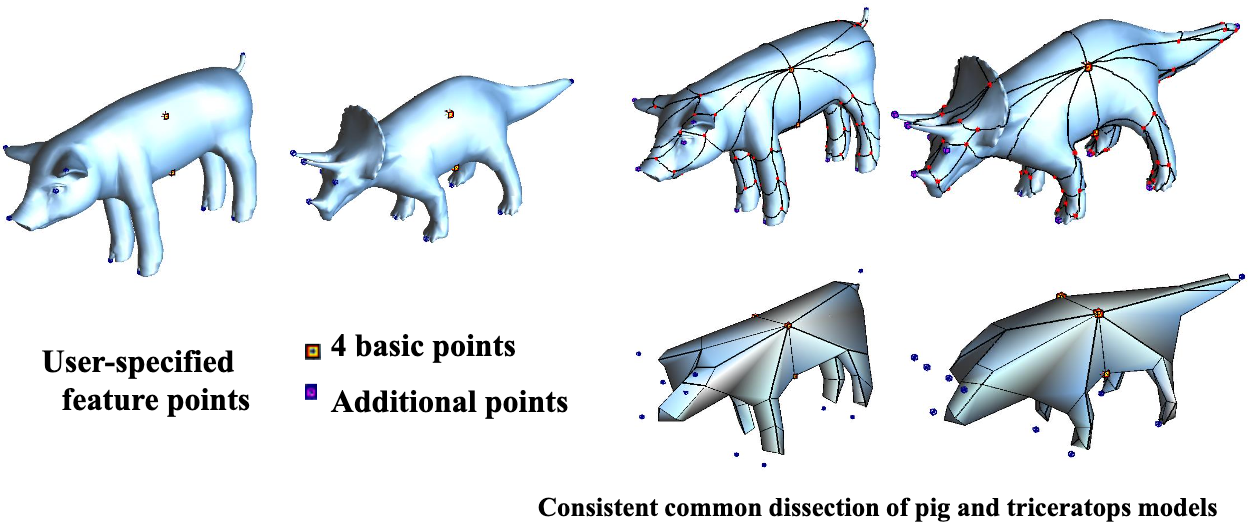 User-specified
feature points
4 basic points
Additional points
Consistent common dissection of pig and triceratops models